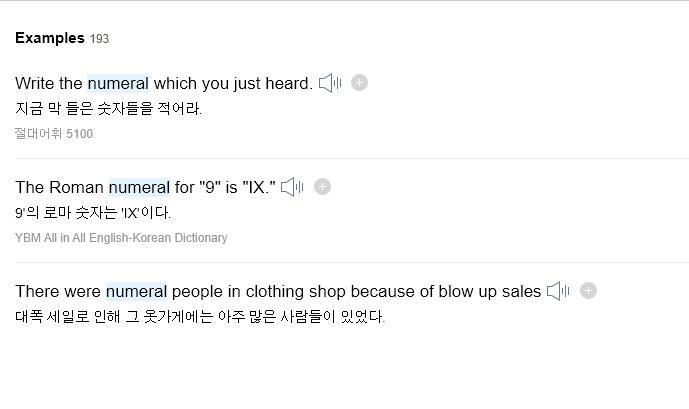 Examples 193
Write the numeral which you just heard.
지금 막 들은 숫자들을 적어라.
절대어휘 5100
The Roman numeral for "9" is "IX."
9'의 로마 숫자는 'IX'이다.
YBM All in All English-Korean Dictionary
There were numeral people in clothing shop because of blow up sales
대폭 세일로 인해 그 옷가게에는 아주 많은 사람들이 있었다.